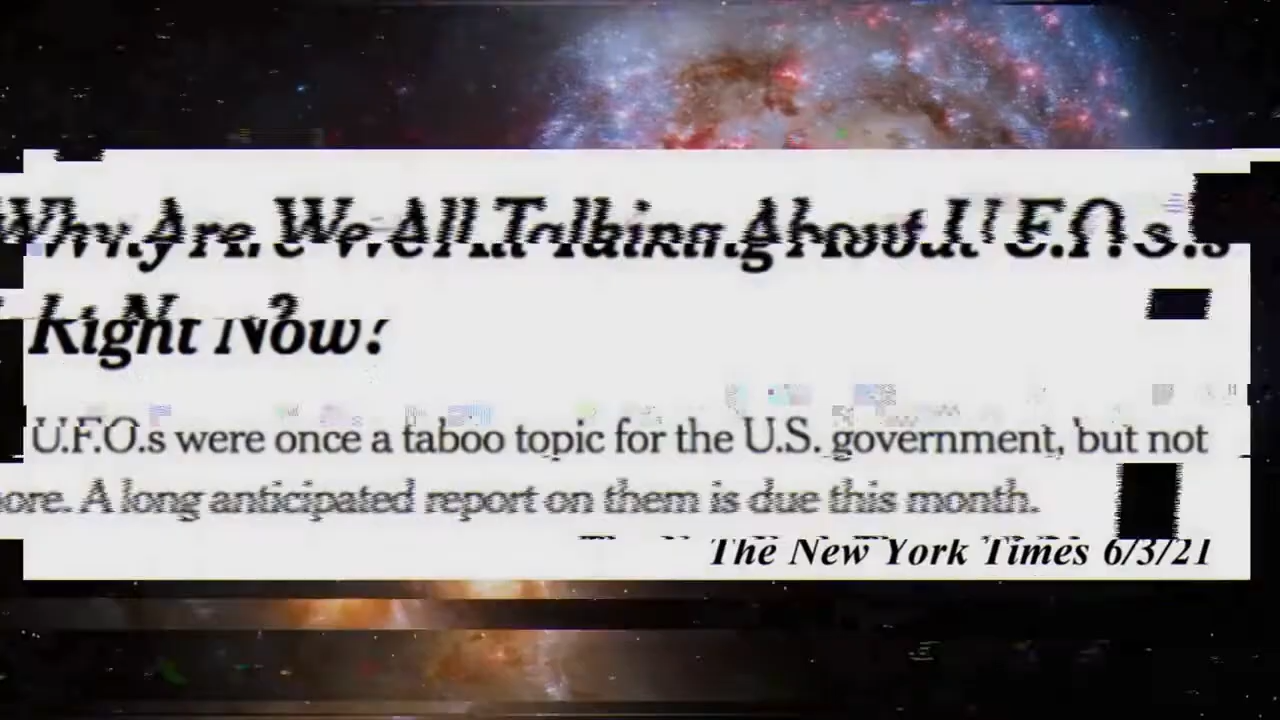 Why Are We All Talking About U.F.O.s
Right Now?
U.F.O.s were once a taboo topic for the U.S. government, but not
ore. A long anticipated report on them is due this month.
The New York Times 6/3/21